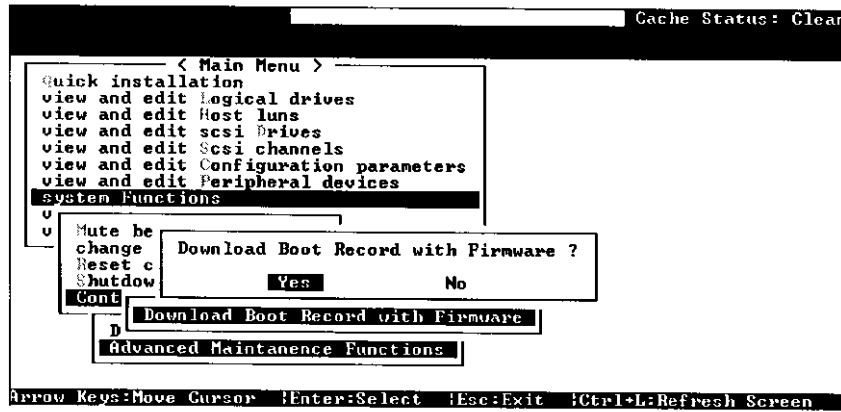 Cache Status: Clean
< Main Menu >
Quick installation
view and edit Logical drives
view and edit Host luns
view and edit scsi Drives
view and edit Scsi channels
view and edit Configuration parameters
view and edit Peripheral devices
system Functions
v
v
Mute be
change
Reset c
Shutdow
Cont
Download Boot Record with Firmware ?
Yes No
Download Boot Record with Firmware
D
Advanced Maintanence Functions
Arrow Keys:Move Cursor |Enter:Select |Esc:Exit |Ctrl+L:Refresh Screen